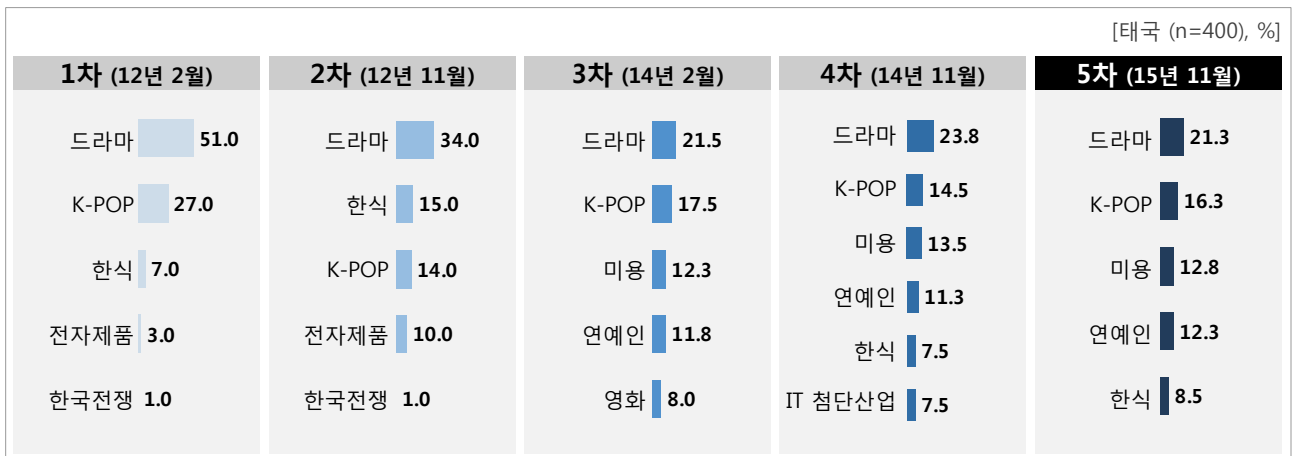 [태국 (n=400), %]
1차 (12년 2월)
드라마 51.0
K-POP 27.0
한식 7.0
전자제품 3.0
한국전쟁 1.0
2차 (12년 11월)
드라마 34.0
한식 15.0
K-POP 14.0
전자제품 10.0
한국전쟁 1.0
3차 (14년 2월)
드라마 21.5
K-POP 17.5
미용 12.3
연예인 11.8
영화 8.0
4차 (14년 11월)
드라마 23.8
K-POP 14.5
미용 13.5
연예인 11.3
한식 7.5
IT 첨단산업 7.5
5차 (15년 11월)
드라마 21.3
K-POP 16.3
미용 12.8
연예인 12.3
한식 8.5